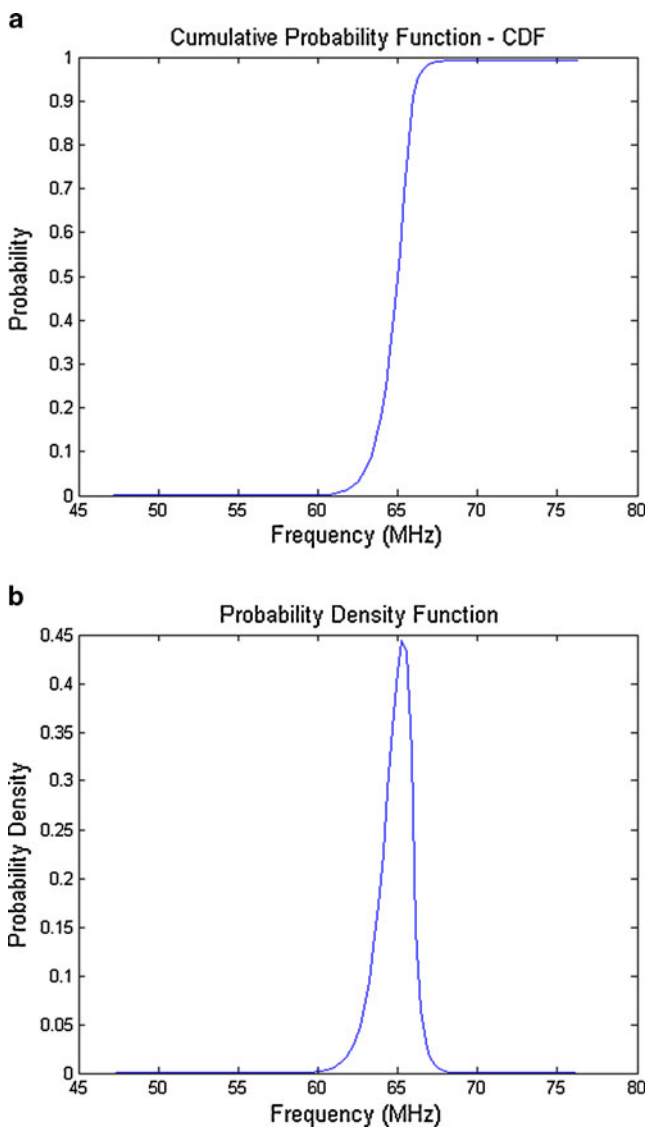 a
Cumulative Probability Function - CDF
1
0.9
0.8
0.7
0.6
0.5
0.4
0.3
0.2
0.1
0
Probability
45 50 55 60 65 70 75 80
Frequency (MHz)
b
Probability Density Function
0.45
0.4
0.35
0.3
0.25
0.2
0.15
0.1
0.05
0
Probability Density
45 50 55 60 65 70 75 80
Frequency (MHz)